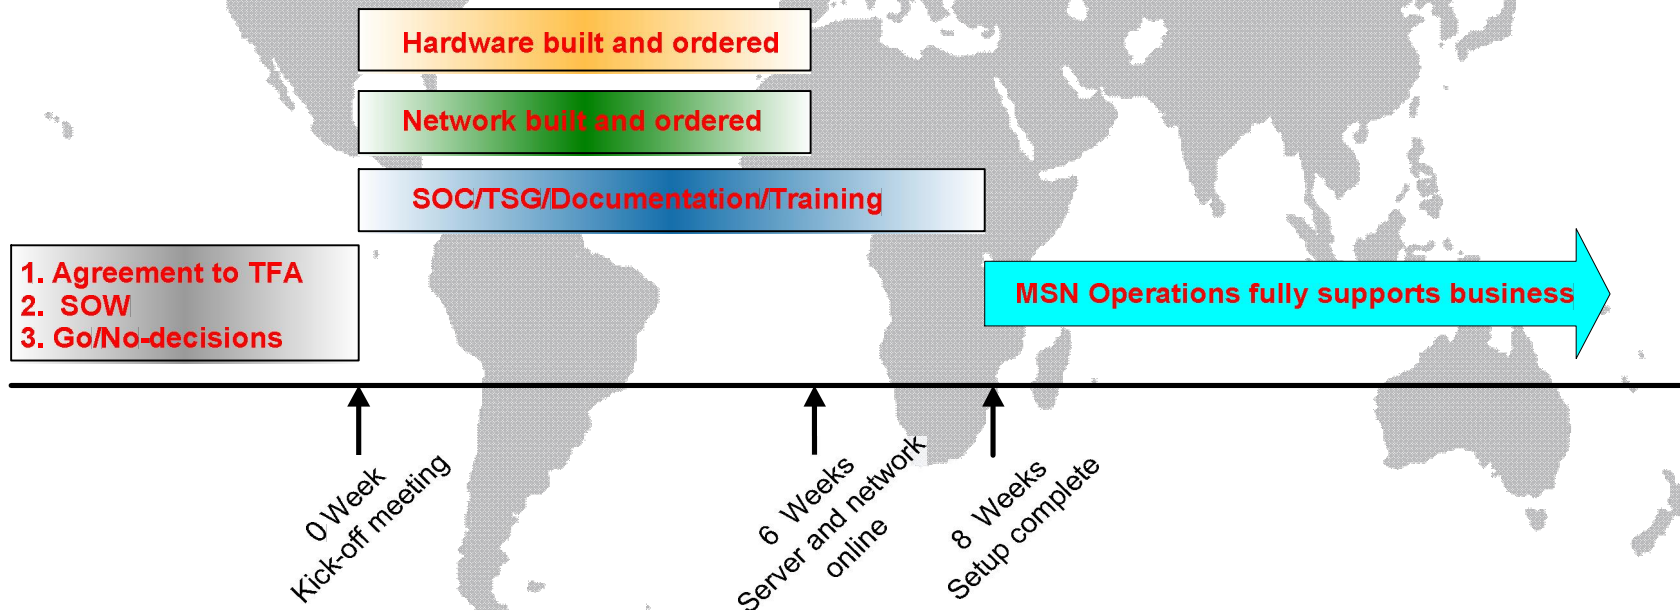 Hardware built and ordered
Network built and ordered
SOC/TSG/Documentation/Training
1. Agreement to TFA
2. SOW
3. Go/No-decisions
MSN Operations fully supports business
0 Week
Kick-off meeting
6 Weeks
Server and network
online
8 Weeks
Setup complete